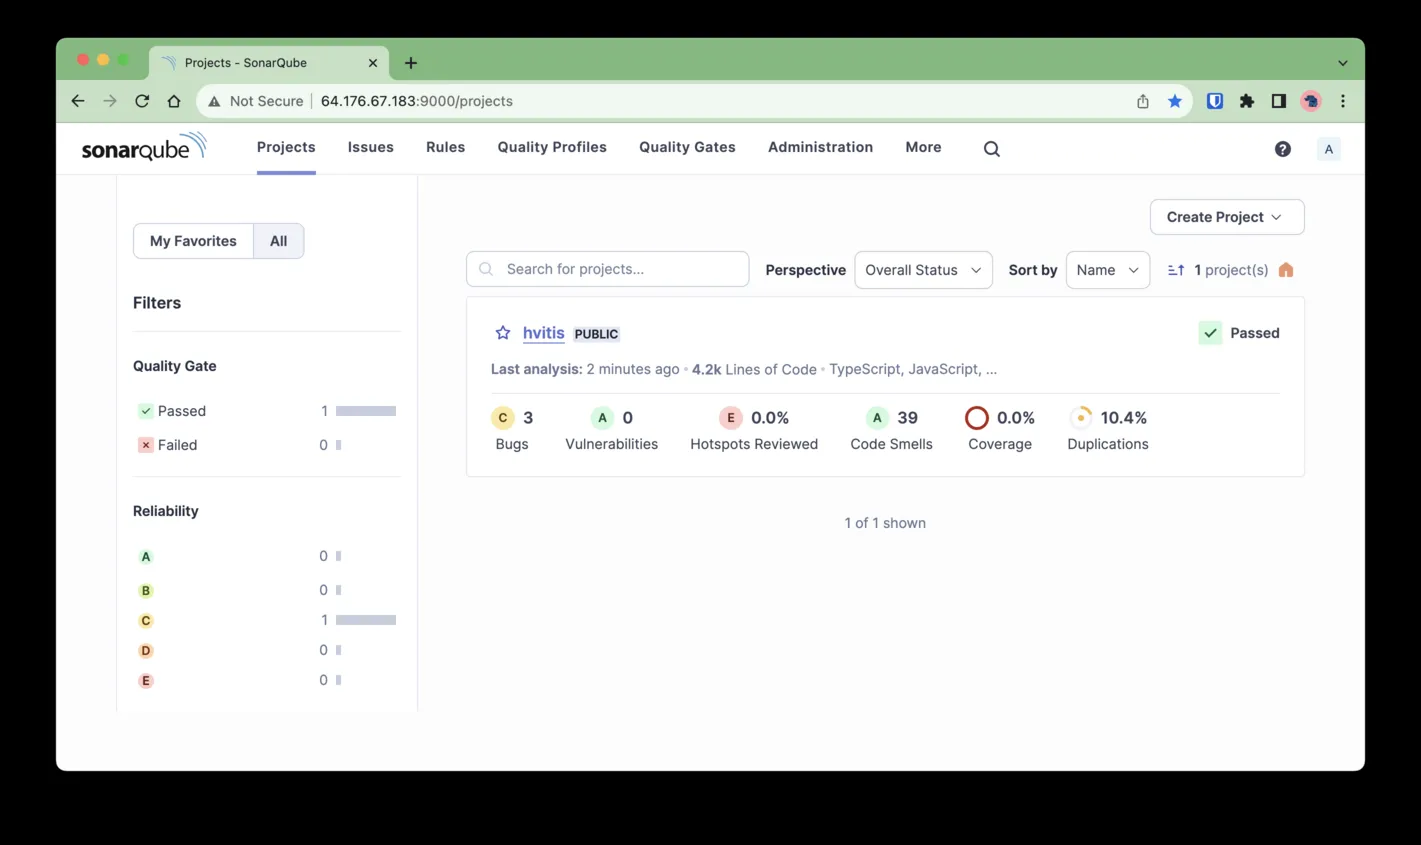 Projects - SonarQube
Not Secure | 64.176.67.183:9000/projects
sonarqube Projects Issues Rules Quality Profiles Quality Gates Administration More A
Create Project
My Favorites All
Search for projects... Perspective Overall Status Sort by Name 1 project(s)
Filters
hvitis PUBLIC Passed
Last analysis: 2 minutes ago • 4.2k Lines of Code • TypeScript, JavaScript, ...
Quality Gate
Passed 1
Failed 0
C 3 A 0 E 0.0% A 39 0.0% 10.4%
Bugs Vulnerabilities Hotspots Reviewed Code Smells Coverage Duplications
Reliability
A 0
B 0
C 1
D 0
E 0
1 of 1 shown